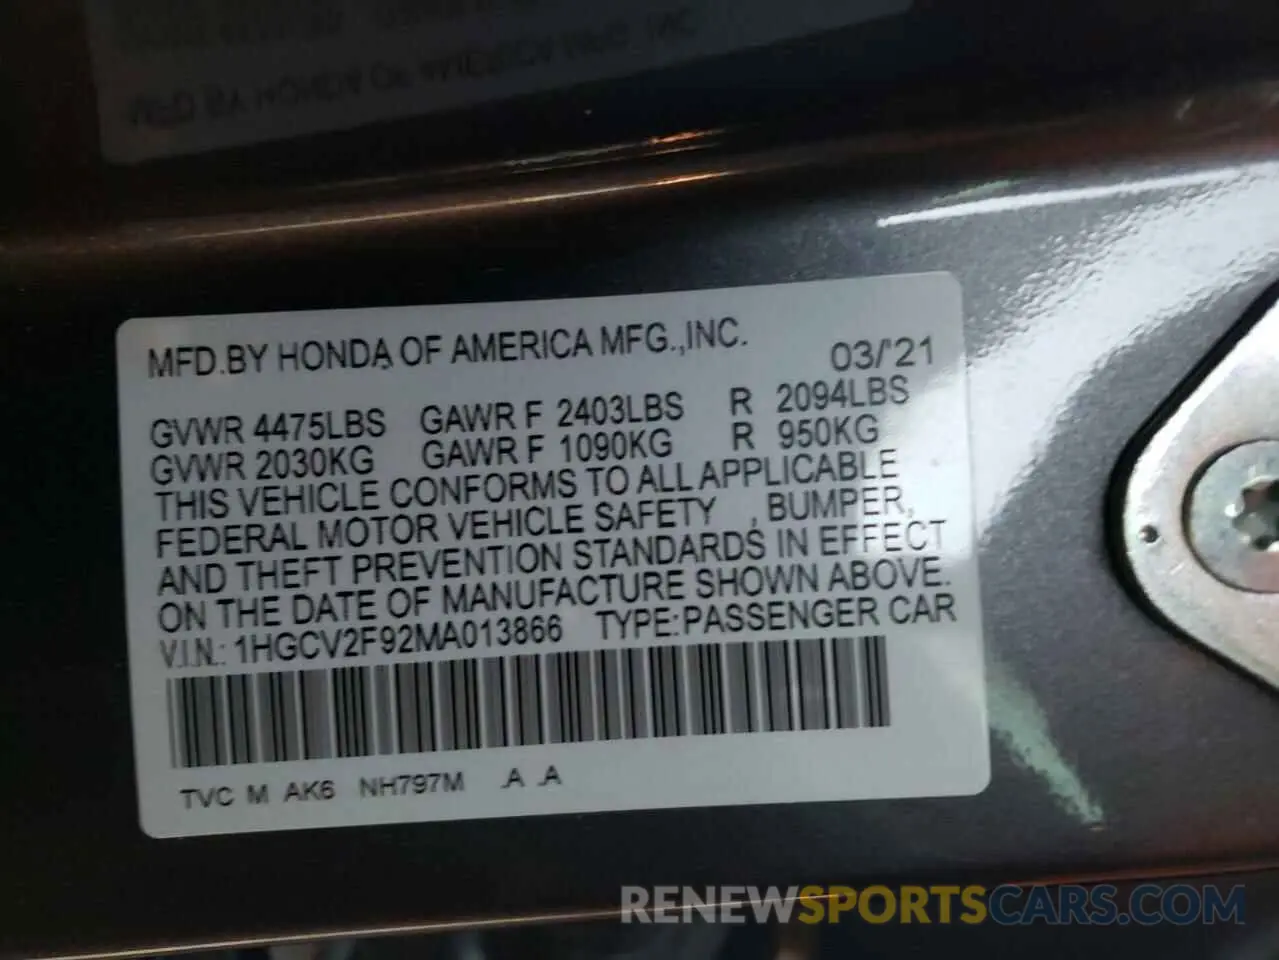 MFD.BY HONDA OF AMERICA MFG.,INC. 03/'21
GVWR 4475LBS GAWR F 2403LBS R 2094LBS
GVWR 2030KG GAWR F 1090KG R 950KG
THIS VEHICLE CONFORMS TO ALL APPLICABLE
FEDERAL MOTOR VEHICLE SAFETY , BUMPER,
AND THEFT PREVENTION STANDARDS IN EFFECT
ON THE DATE OF MANUFACTURE SHOWN ABOVE.
V.I.N.: 1HGCV2F92MA013866 TYPE:PASSENGER CAR
TVC M AK6 NH797M .A .A
RENEWSPORTSCARS.COM